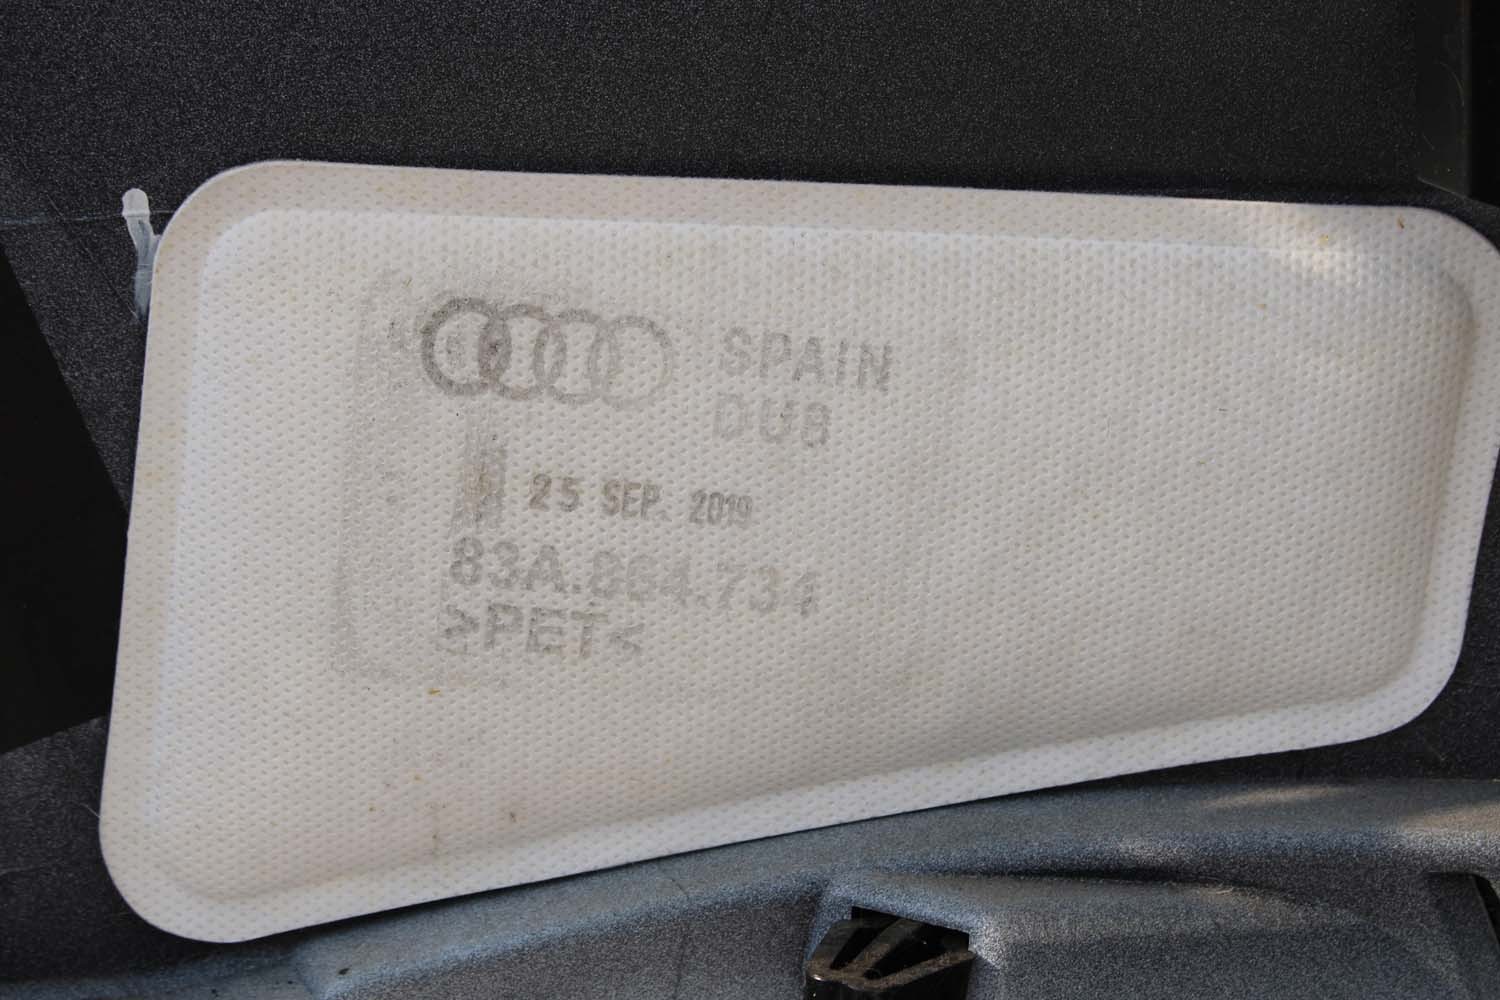 SPAIN
DUB
25 SEP. 2019
83A.864.731
>PET<